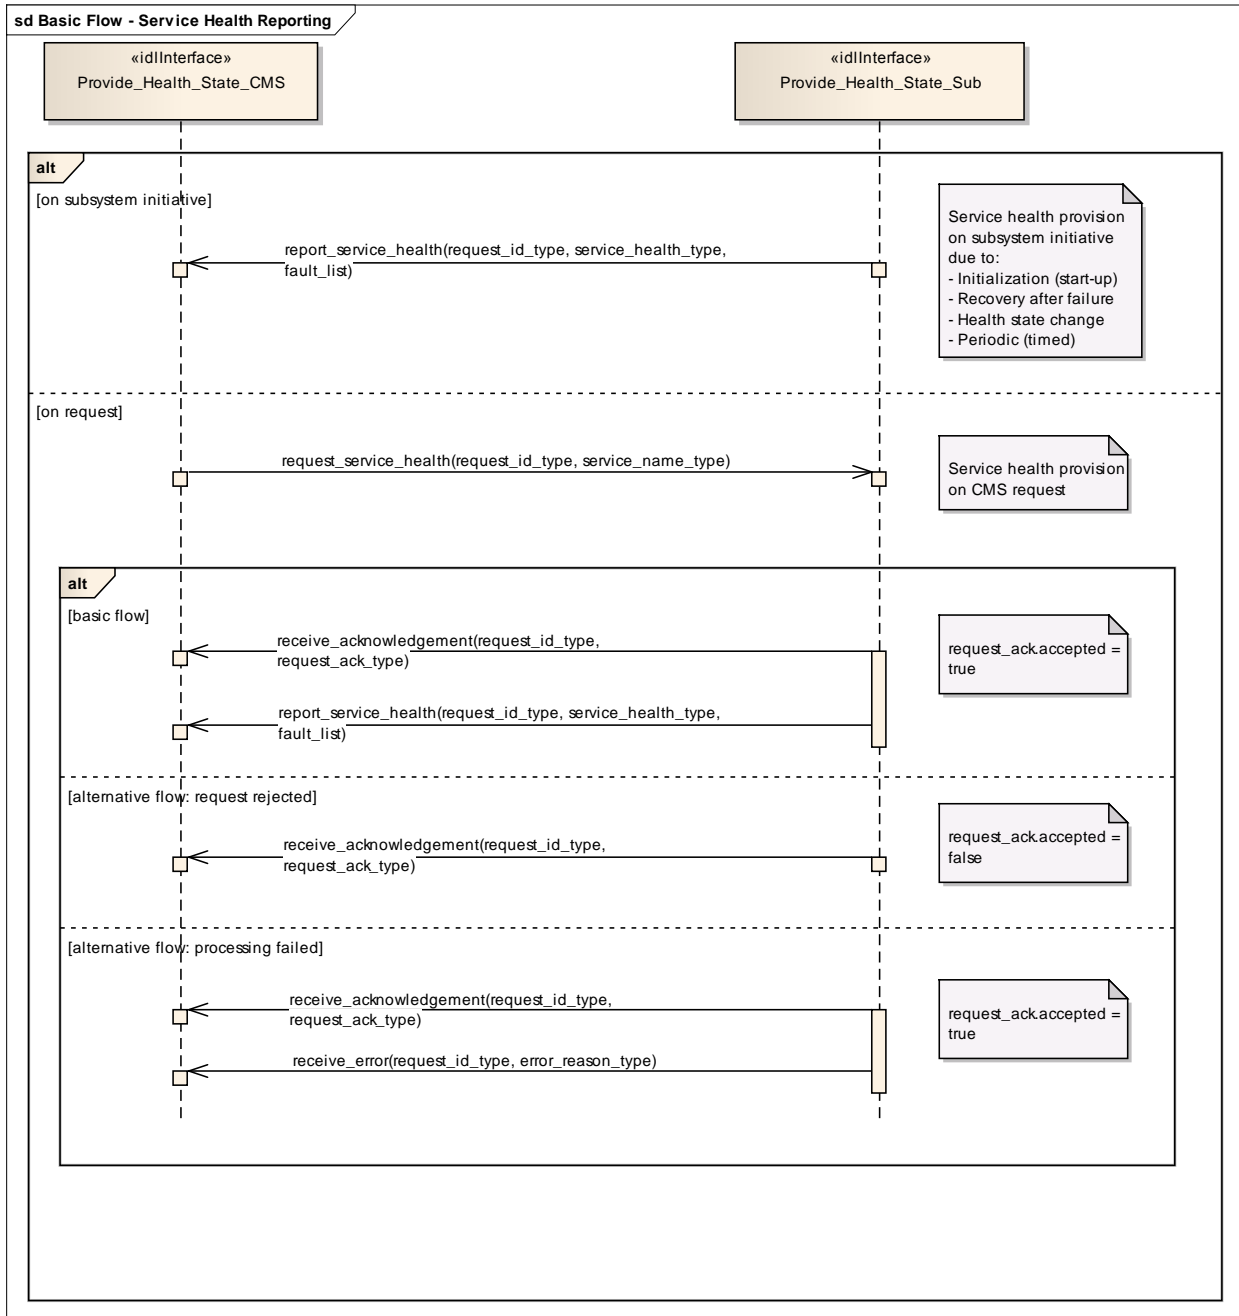 sd Basic Flow - Service Health Reporting
«idlInterface»
Provide_Health_State_CMS
«idlInterface»
Provide_Health_State_Sub
alt
[on subsystem initiative]
report_service_health(request_id_type, service_health_type,
fault_list)
Service health provision
on subsystem initiative
due to:
- Initialization (start-up)
- Recovery after failure
- Health state change
- Periodic (timed)
[on request]
request_service_health(request_id_type, service_name_type)
Service health provision
on CMS request
alt
[basic flow]
receive_acknowledgement(request_id_type,
request_ack_type)
request_ack.accepted =
true
report_service_health(request_id_type, service_health_type,
fault_list)
[alternative flow: request rejected]
receive_acknowledgement(request_id_type,
request_ack_type)
request_ack.accepted =
false
[alternative flow: processing failed]
receive_acknowledgement(request_id_type,
request_ack_type)
request_ack.accepted =
true
receive_error(request_id_type, error_reason_type)